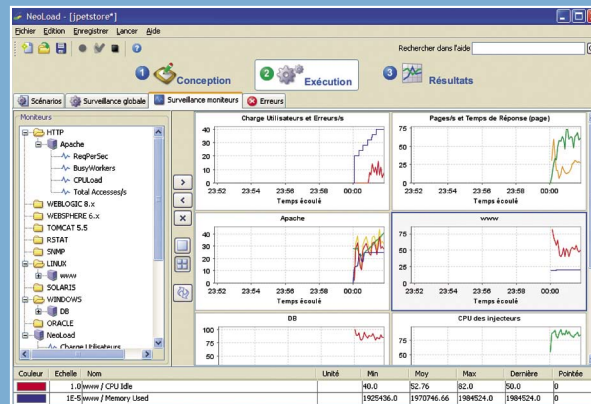 NeoLoad - [jpetstore*]
Fichier Edition Enregistrer Lancer Aide
Rechercher dans l'aide
1 Conception 2 Exécution 3 Résultats
Scénarios Surveillance globale Surveillance moniteurs Erreurs
Moniteurs
HTTP
Apache
ReqPerSec
BusyWorkers
CPULoad
Total Accesses/s
WEBLOGIC 8.x
WEBSPHERE 6.x
TOMCAT 5.5
RSTAT
SNMP
LINUX
www
SOLARIS
WINDOWS
DB
ORACLE
NeoLoad
Charge Utilisateurs
Charge Utilisateurs et Erreurs/s
40
30
20
10
0
23:52 23:54 23:56 23:58 00:00
Temps écoulé
Pages/s et Temps de Réponse (page)
75
50
25
0
23:52 23:54 23:56 23:58 00:00
Temps écoulé
Apache
40
30
20
10
0
23:52 23:54 23:56 23:58 00:00
Temps écoulé
www
75
50
25
0
23:52 23:54 23:56 23:58 00:00
Temps écoulé
DB
100
75
50
CPU des injecteurs
75
50
Couleur Echelle Nom Unité Min Moy Max Dernière Pointée
1.0 www / CPU Idle 40.0 52.76 82.0 50.0 0
1E-5 www / Memory Used 1925436.0 1970746.66 1984524.0 1984524.0 0